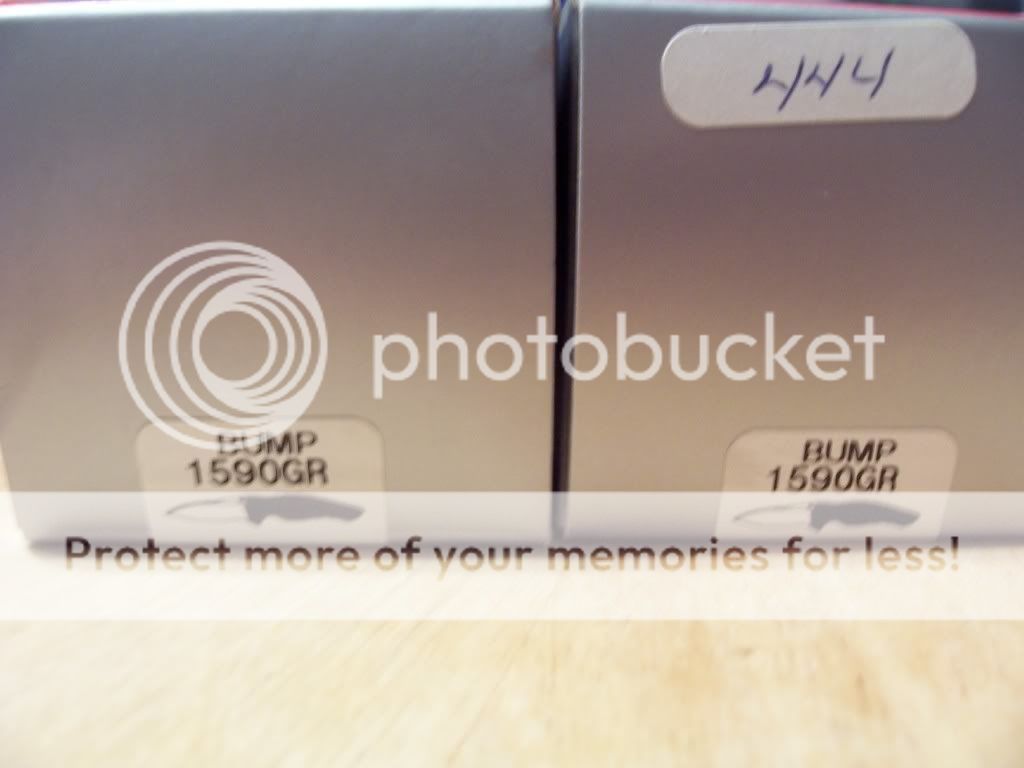 444
photobucket
BUMP
1590GR
BUMP
1590GR
Protect more of your memories for less!